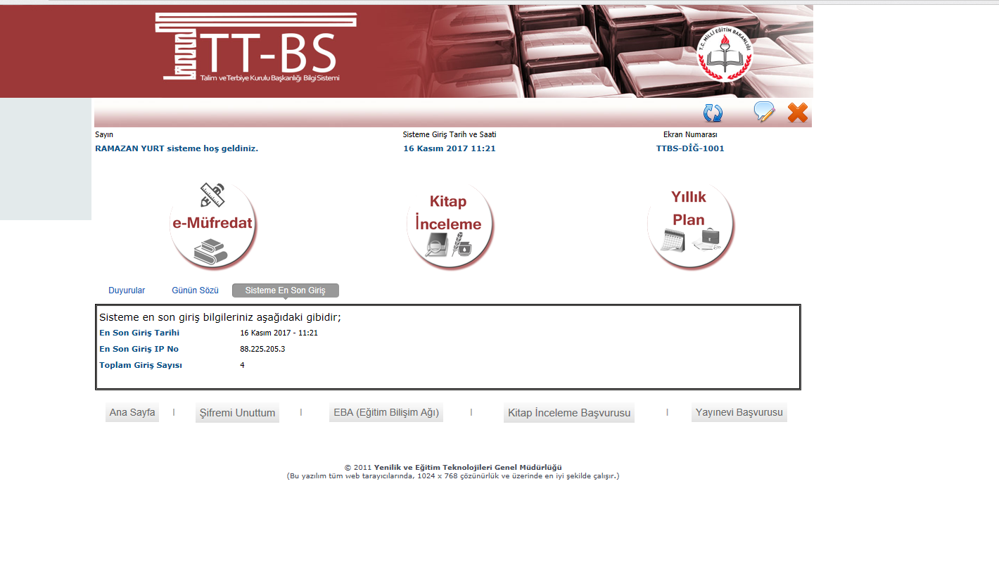 TT-BS
Talim ve Terbiye Kurulu Başkanlığı Bilgi Sistemi
T.C. MİLLÎ EĞİTİM BAKANLIĞI
Sayın
Sisteme Giriş Tarih ve Saati
Ekran Numarası
RAMAZAN YURT sisteme hoş geldiniz.
16 Kasım 2017 11:21
TTBS-DİĞ-1001
e-Müfredat
Kitap
İnceleme
Yıllık
Plan
Duyurular
Günün Sözü
Sisteme En Son Giriş
Sisteme en son giriş bilgileriniz aşağıdaki gibidir;
En Son Giriş Tarihi 16 Kasım 2017 - 11:21
En Son Giriş IP No 88.225.205.3
Toplam Giriş Sayısı 4
Ana Sayfa | Şifremi Unuttum | EBA (Eğitim Bilişim Ağı) | Kitap İnceleme Başvurusu | Yayınevi Başvurusu
© 2011 Yenilik ve Eğitim Teknolojileri Genel Müdürlüğü
(Bu yazılım tüm web tarayıcılarında, 1024 x 768 çözünürlük ve üzerinde en iyi şekilde çalışır.)